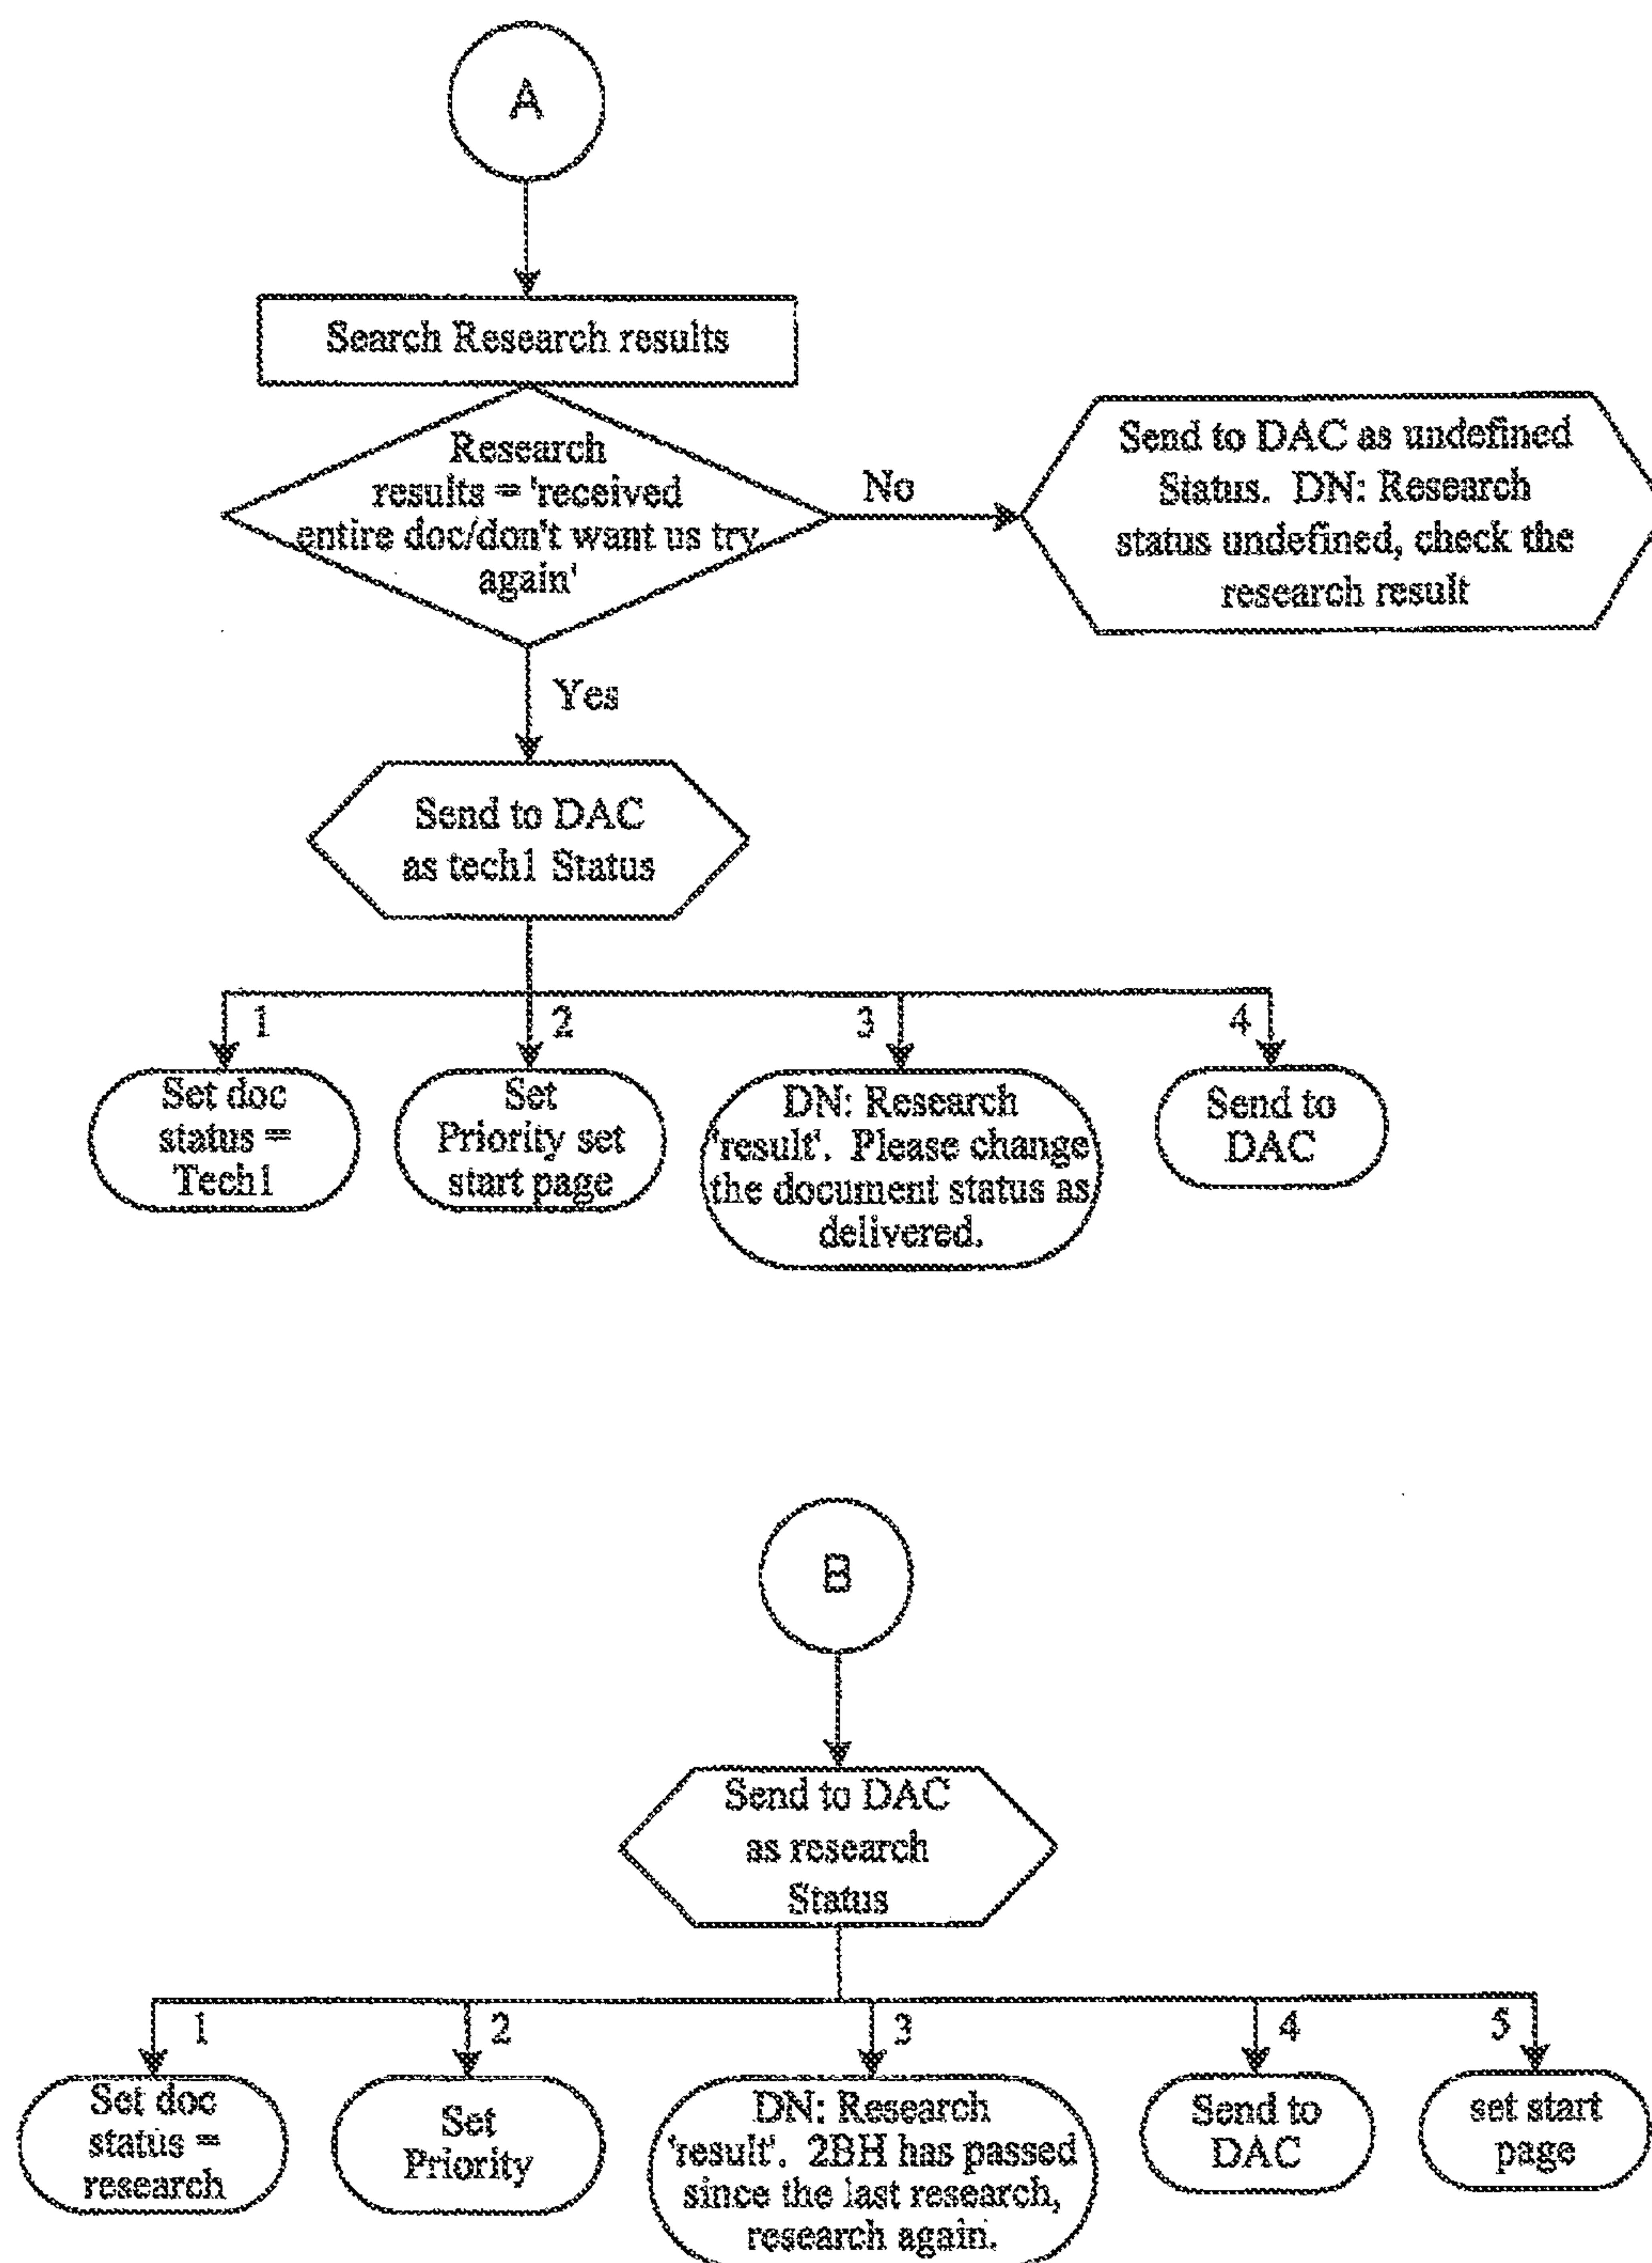 A
Search Research results
Research
results = 'received
entire doc/don't want us try
again'
No
Send to DAC as undefined
Status. DN: Research
status undefined, check the
research result
Yes
Send to DAC
as tech1 Status
1
2
3
4
Set doc
status =
Tech1
Set
Priority set
start page
DN: Research
'result'. Please change
the document status as
delivered.
Send to
DAC
B
Send to DAC
as research
Status
1
2
3
4
5
Set doc
status =
research
Set
Priority
DN: Research
'result'. 2BH has passed
since the last research,
research again.
Send to
DAC
set start
page